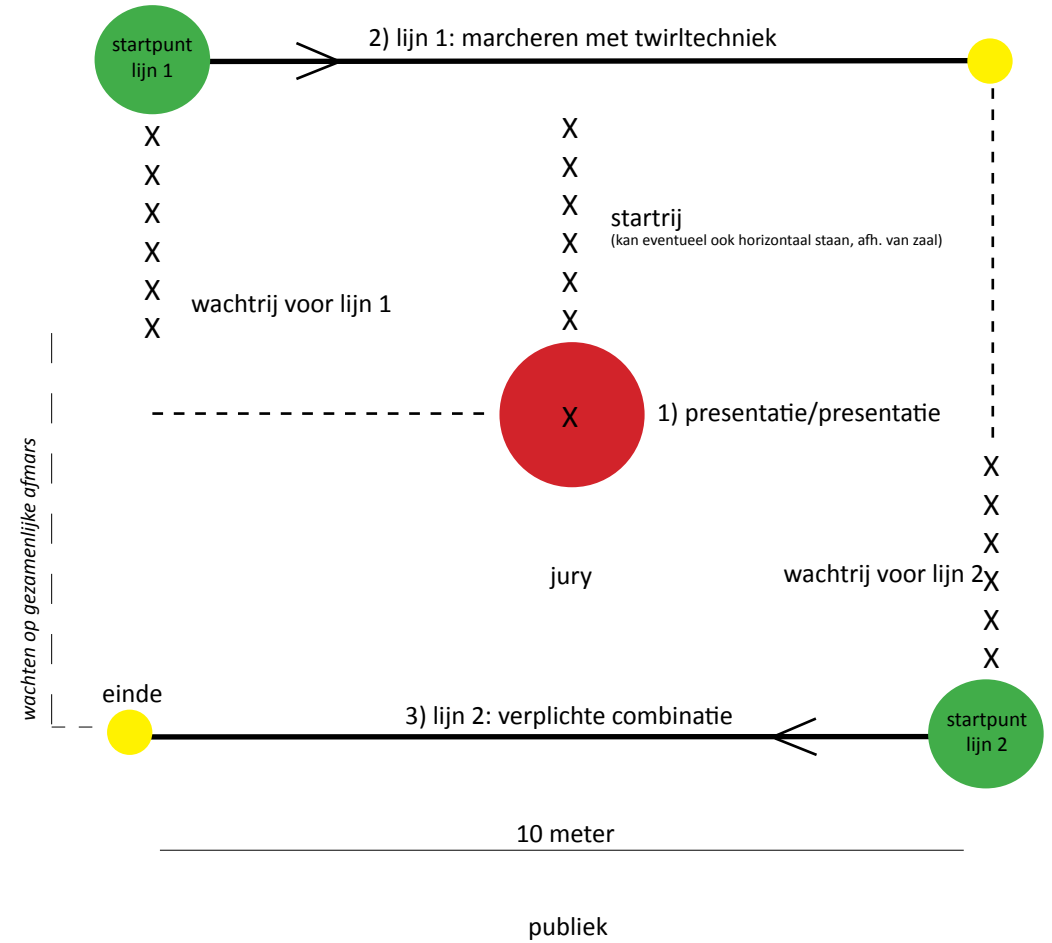 startpunt
lijn 1
2) lijn 1: marcheren met twirltechniek
X
X
X
X
X
X
X
X
X
X
X
X
startrij
(kan eventueel ook horizontaal staan, afh. van zaal)
wachtrij voor lijn 1
X
1) presentatie/presentatie
wachten op gezamenlijke afmars
X
X
X
X
X
X
jury
wachtrij voor lijn 2
einde
3) lijn 2: verplichte combinatie
startpunt
lijn 2
10 meter
publiek